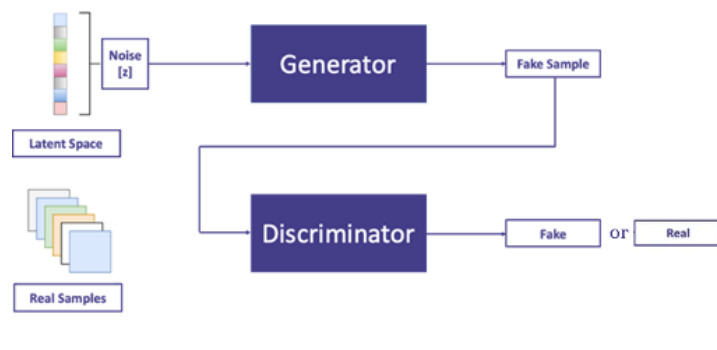 Noise
[z]
Generator
Fake Sample
Latent Space
Discriminator
Fake
or
Real
Real Samples